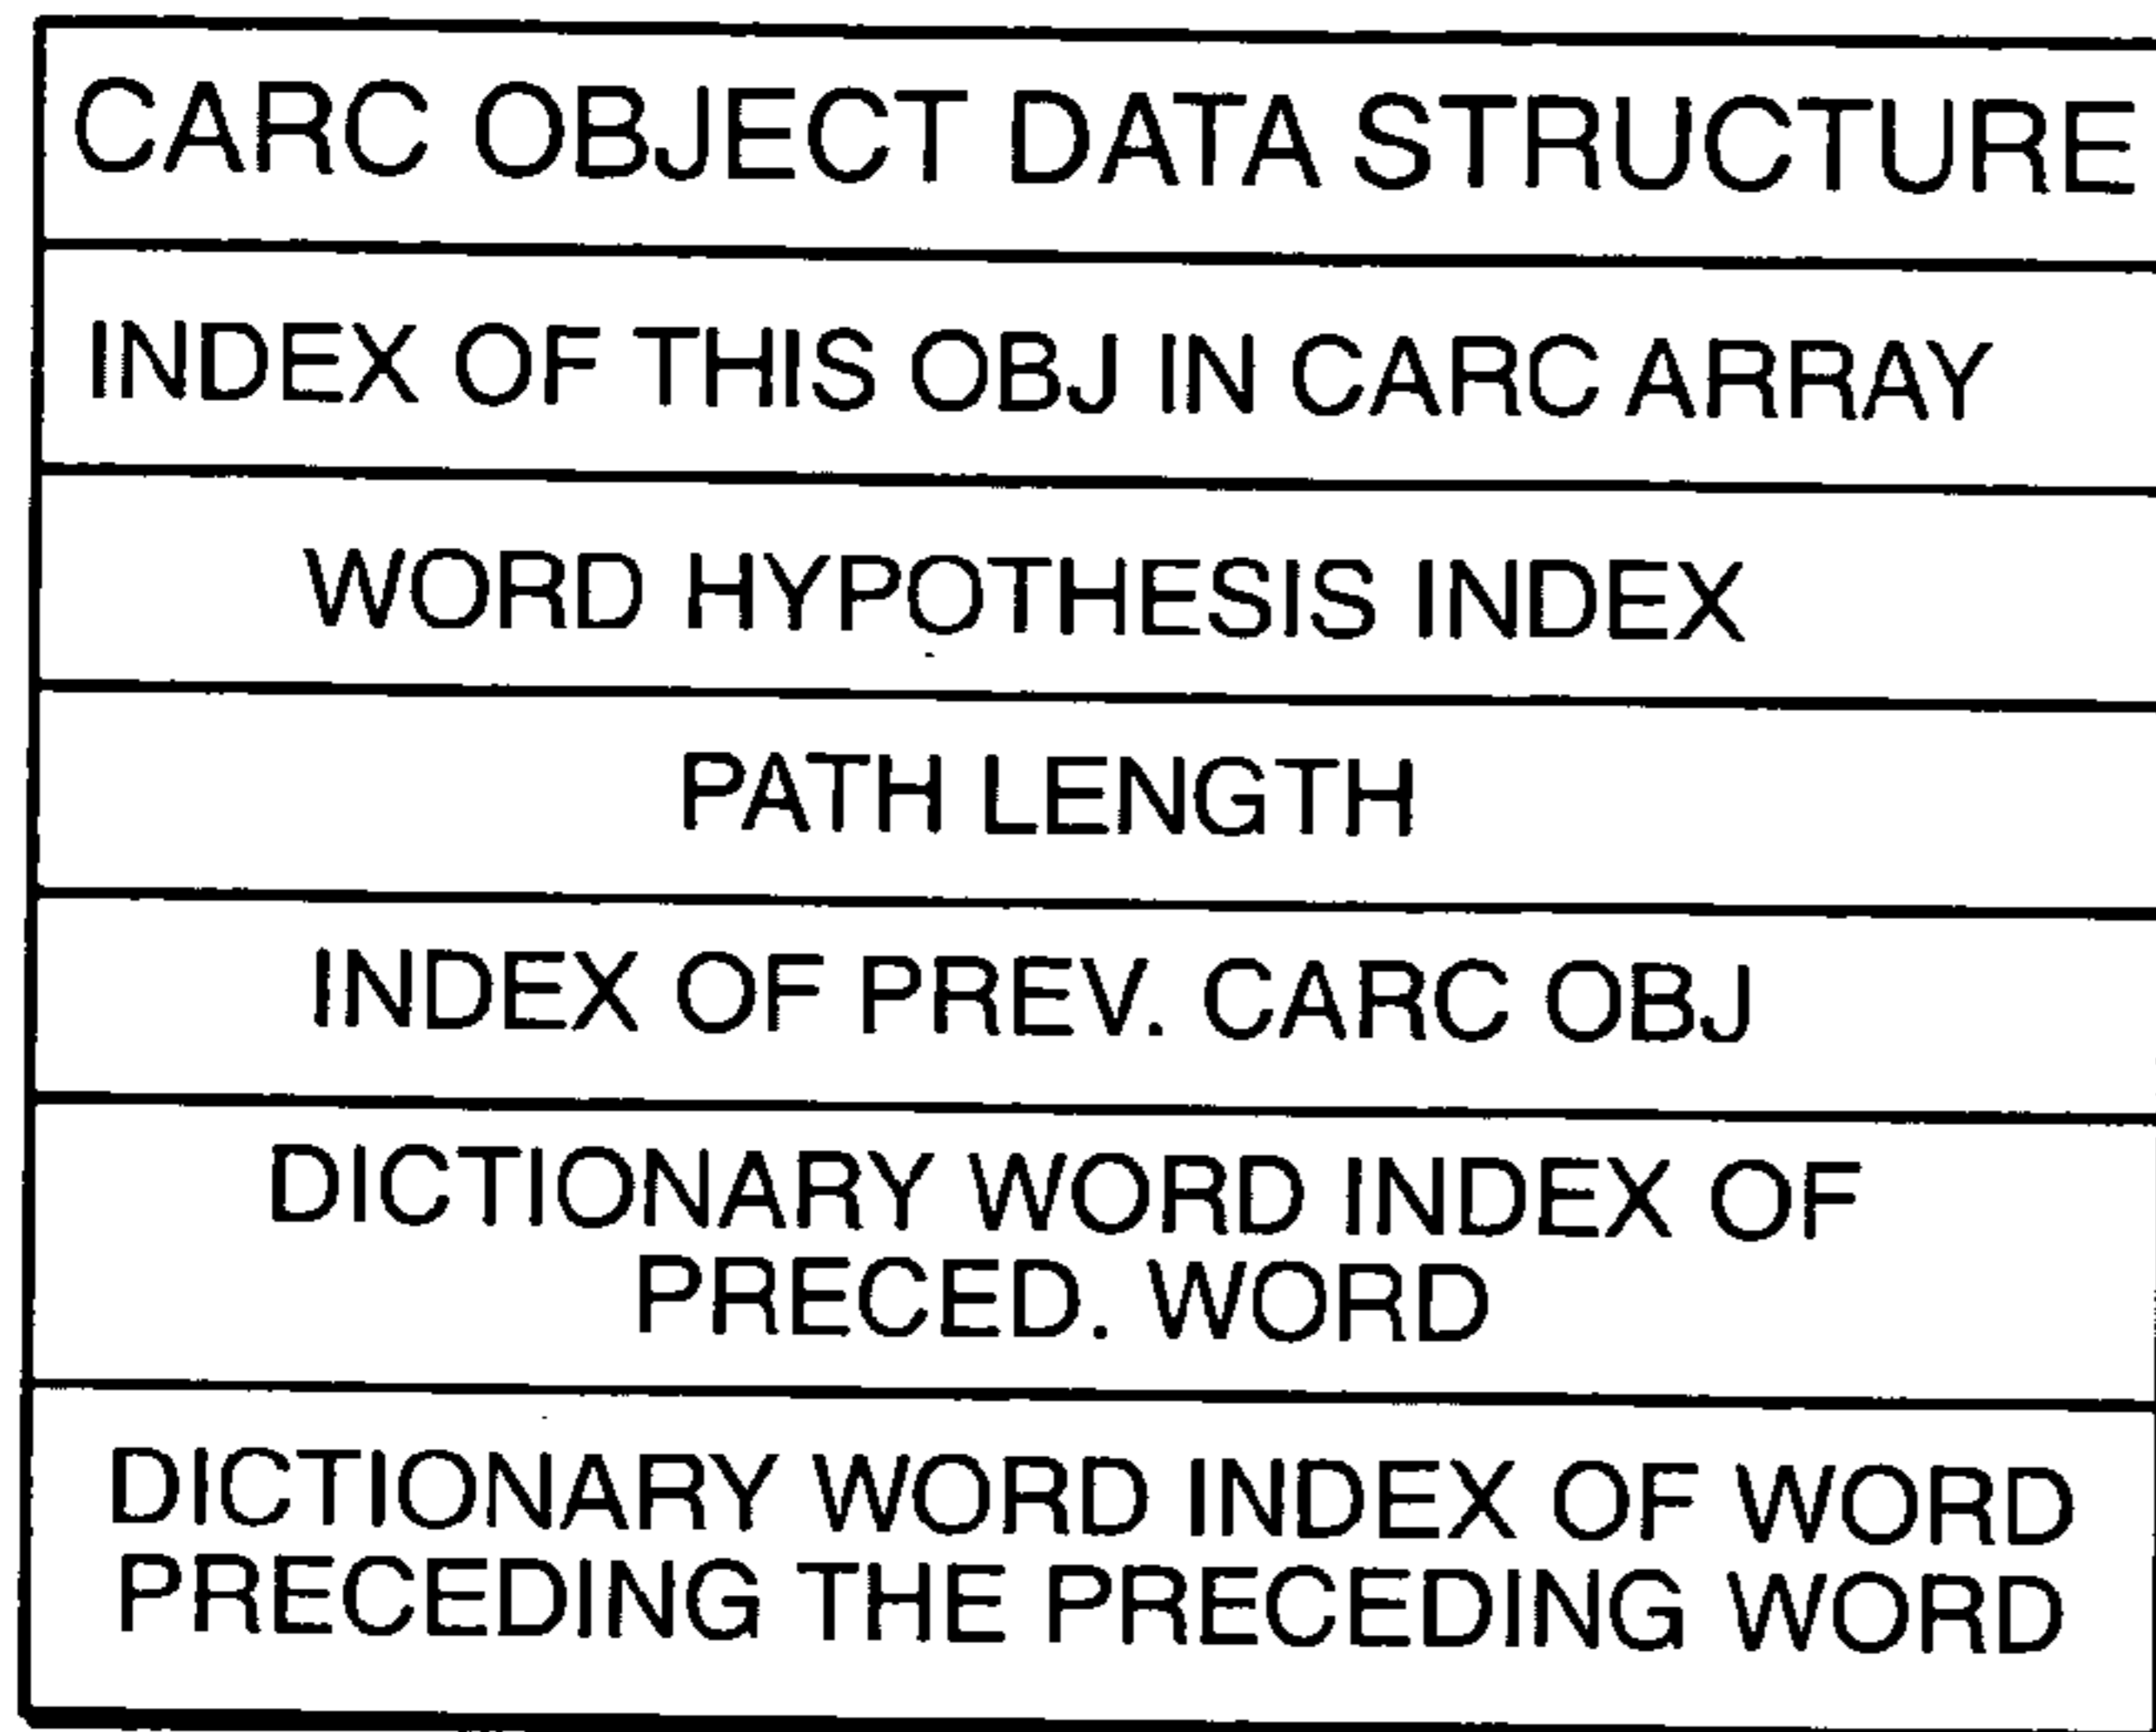 CARC OBJECT DATA STRUCTURE
INDEX OF THIS OBJ IN CARC ARRAY
WORD HYPOTHESIS INDEX
PATH LENGTH
INDEX OF PREV. CARC OBJ
DICTIONARY WORD INDEX OF
PRECED. WORD
DICTIONARY WORD INDEX OF WORD
PRECEDING THE PRECEDING WORD